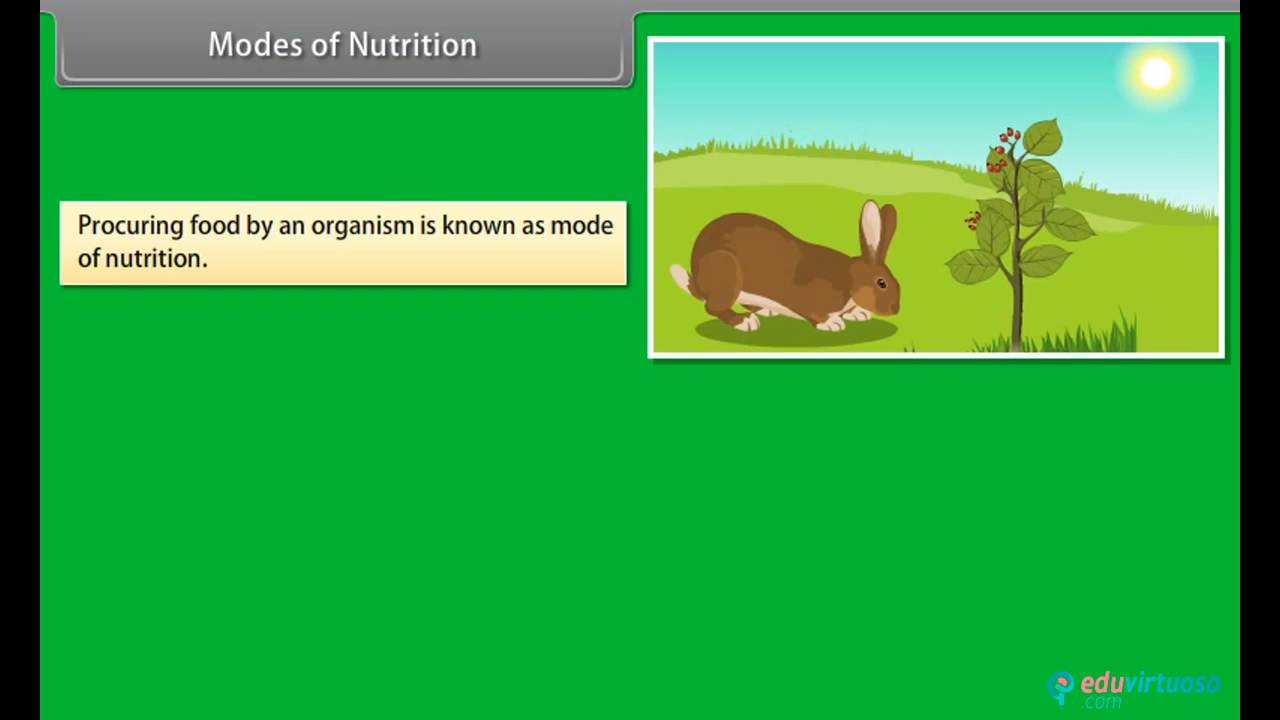 Modes of Nutrition
Procuring food by an organism is known as mode
of nutrition.
eduvirtuoso
.com